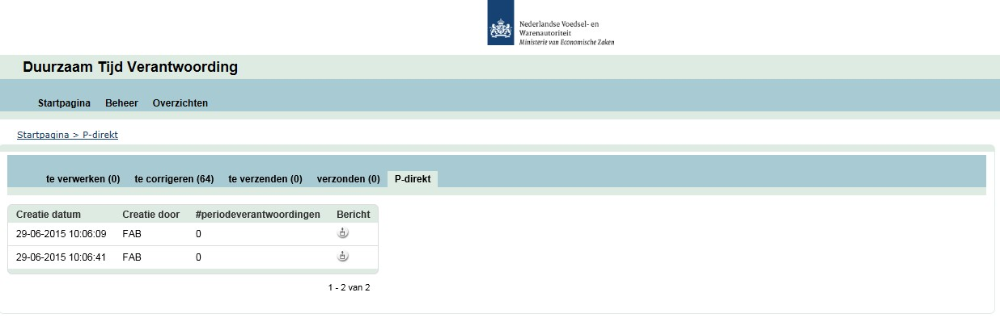 Nederlandse Voedsel- en
Warenautoriteit
Ministerie van Economische Zaken
Duurzaam Tijd Verantwoording
Startpagina Beheer Overzichten
Startpagina > P-direkt
te verwerken (0) te corrigeren (64) te verzenden (0) verzonden (0) P-direkt
Creatie datum Creatie door #periodeverantwoordingen Bericht
29-06-2015 10:06:09 FAB 0
29-06-2015 10:06:41 FAB 0
1 - 2 van 2